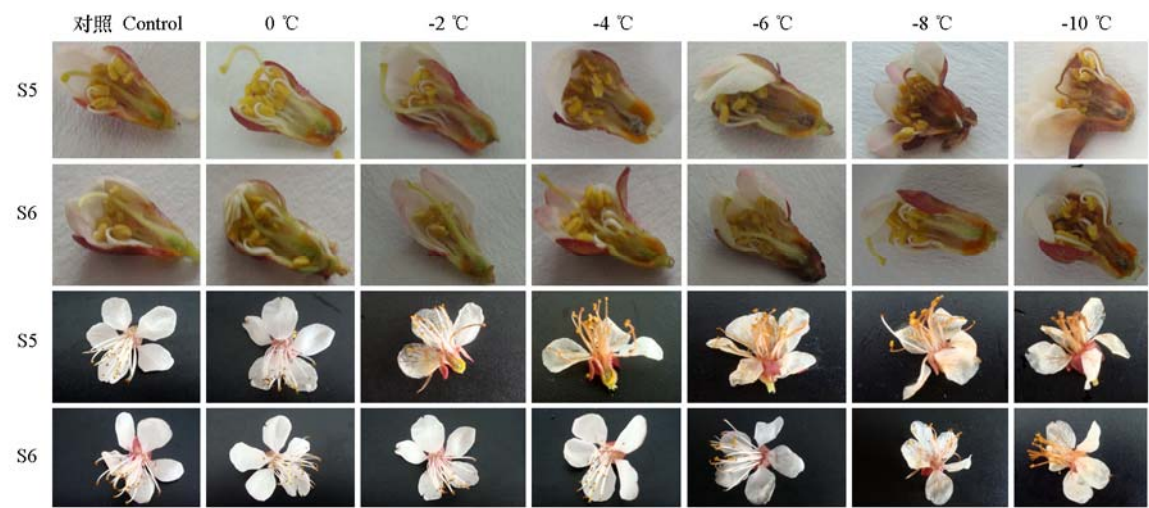 对照 Control 0 ℃ -2 ℃ -4 ℃ -6 ℃ -8 ℃ -10 ℃
S5
S6
S5
S6